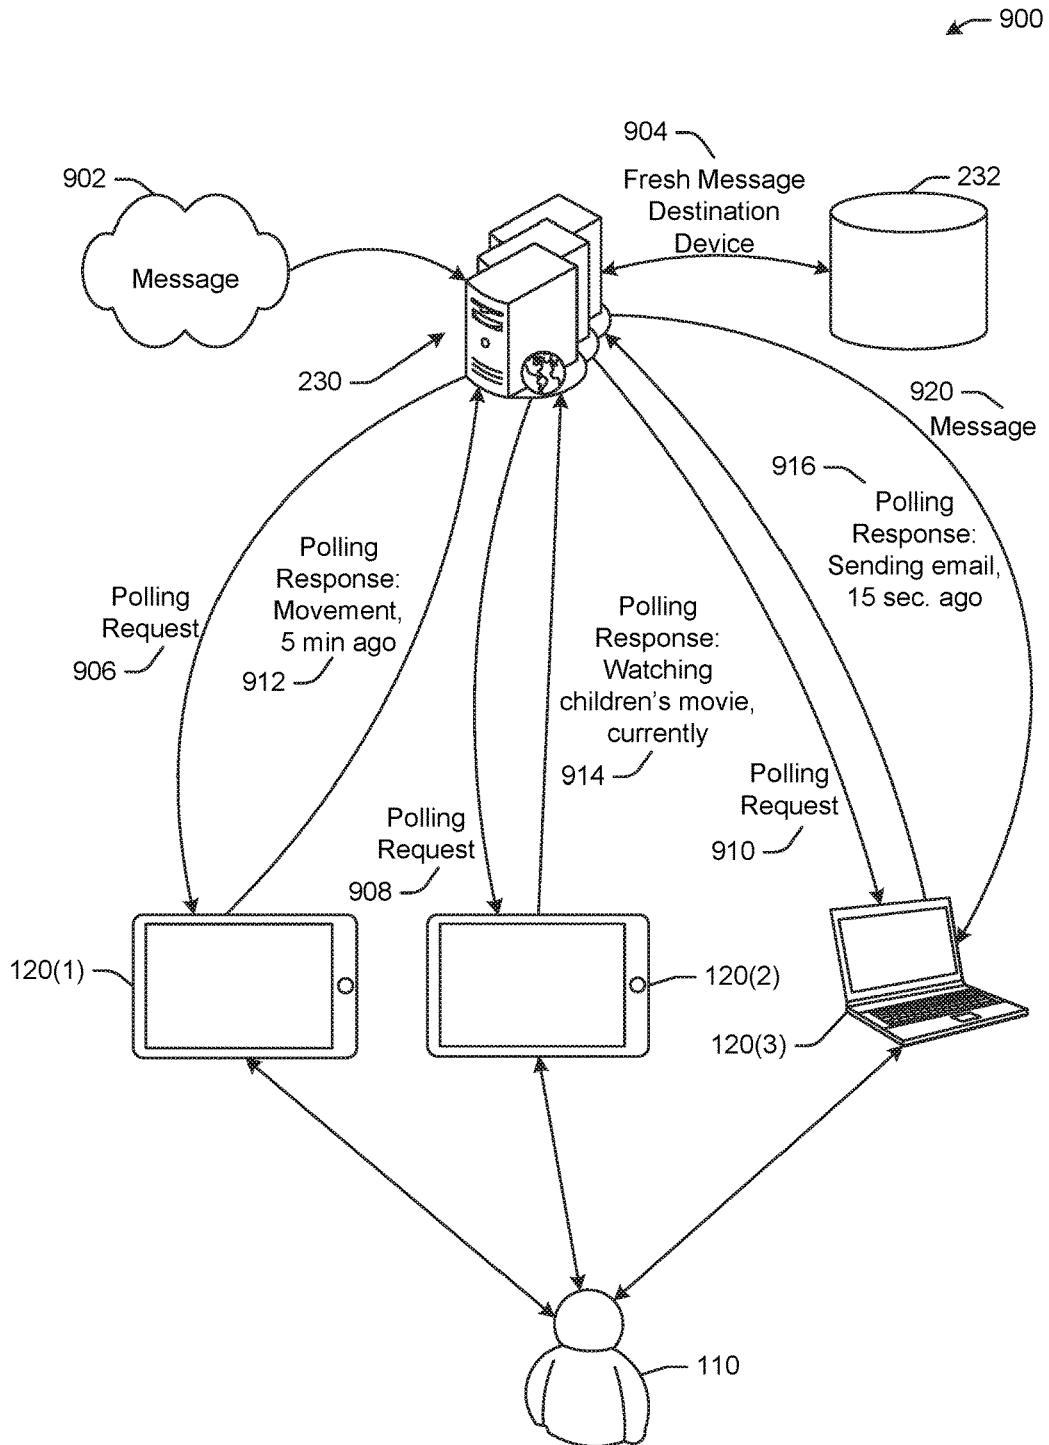 900
904
Fresh Message
Destination
Device
902
Message
232
230
920
Message
916
Polling
Response:
Sending email,
15 sec. ago
Polling
Response:
Movement,
5 min ago
912
Polling
Request
906
Polling
Response:
Watching
children's movie,
currently
914
Polling
Request
910
Polling
Request
908
120(1)
120(2)
120(3)
110